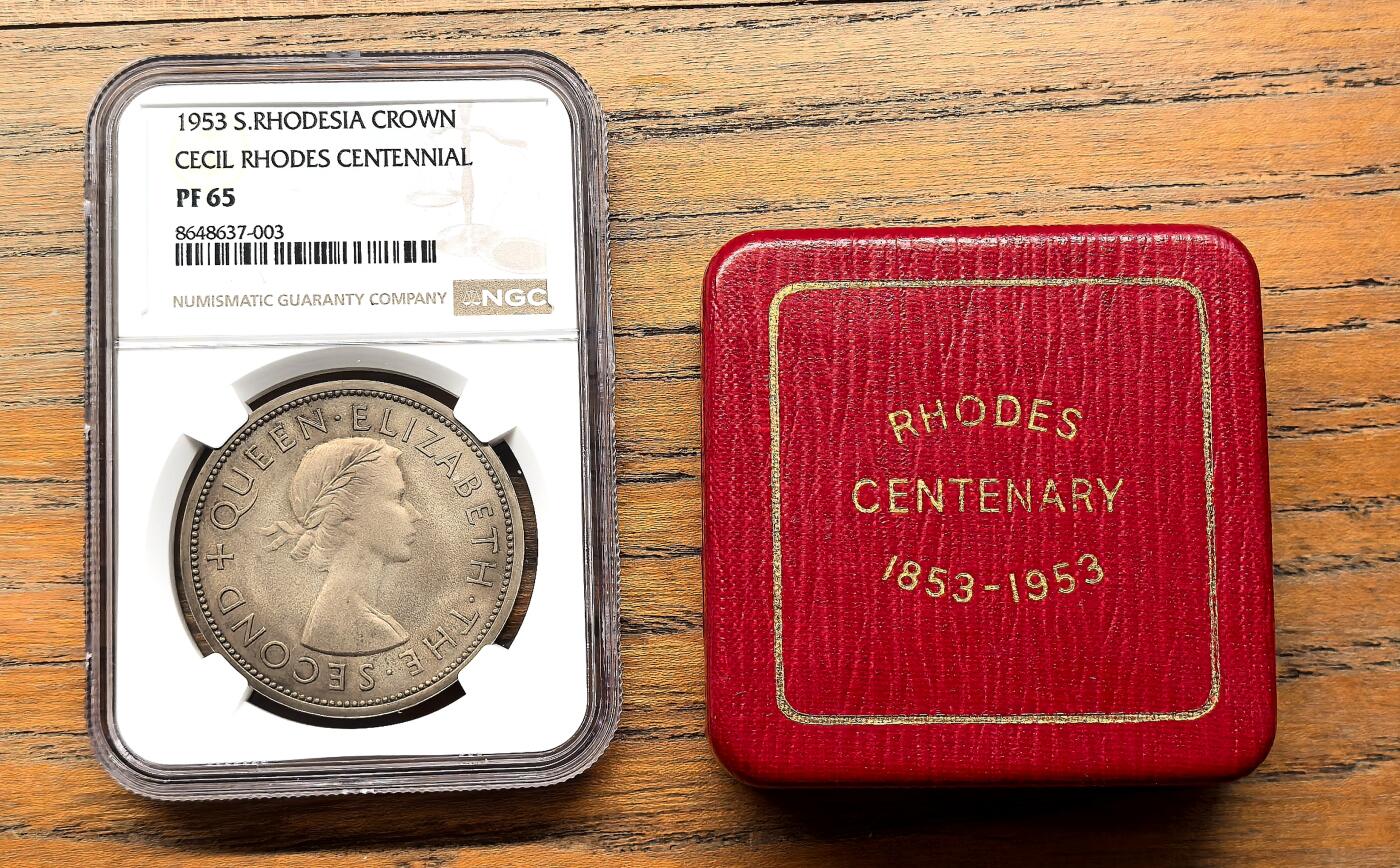 1953 S.RHODESIA CROWN
CECIL RHODES CENTENNIAL
PF 65
8648637-003
NUMISMATIC GUARANTY COMPANY NGC
QUEEN·ELIZABETH·THE·SECOND +
RHODES
CENTENARY
1853-1953